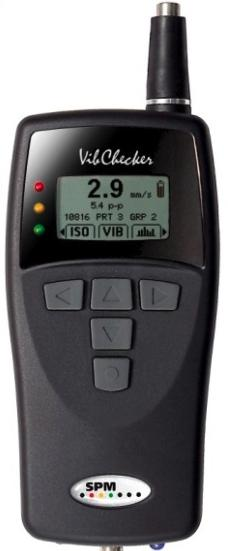 VibChecker
2.9 mm/s
5.4 p-p
10816 PRT 3 GRP 2
ISO VIB
SPM